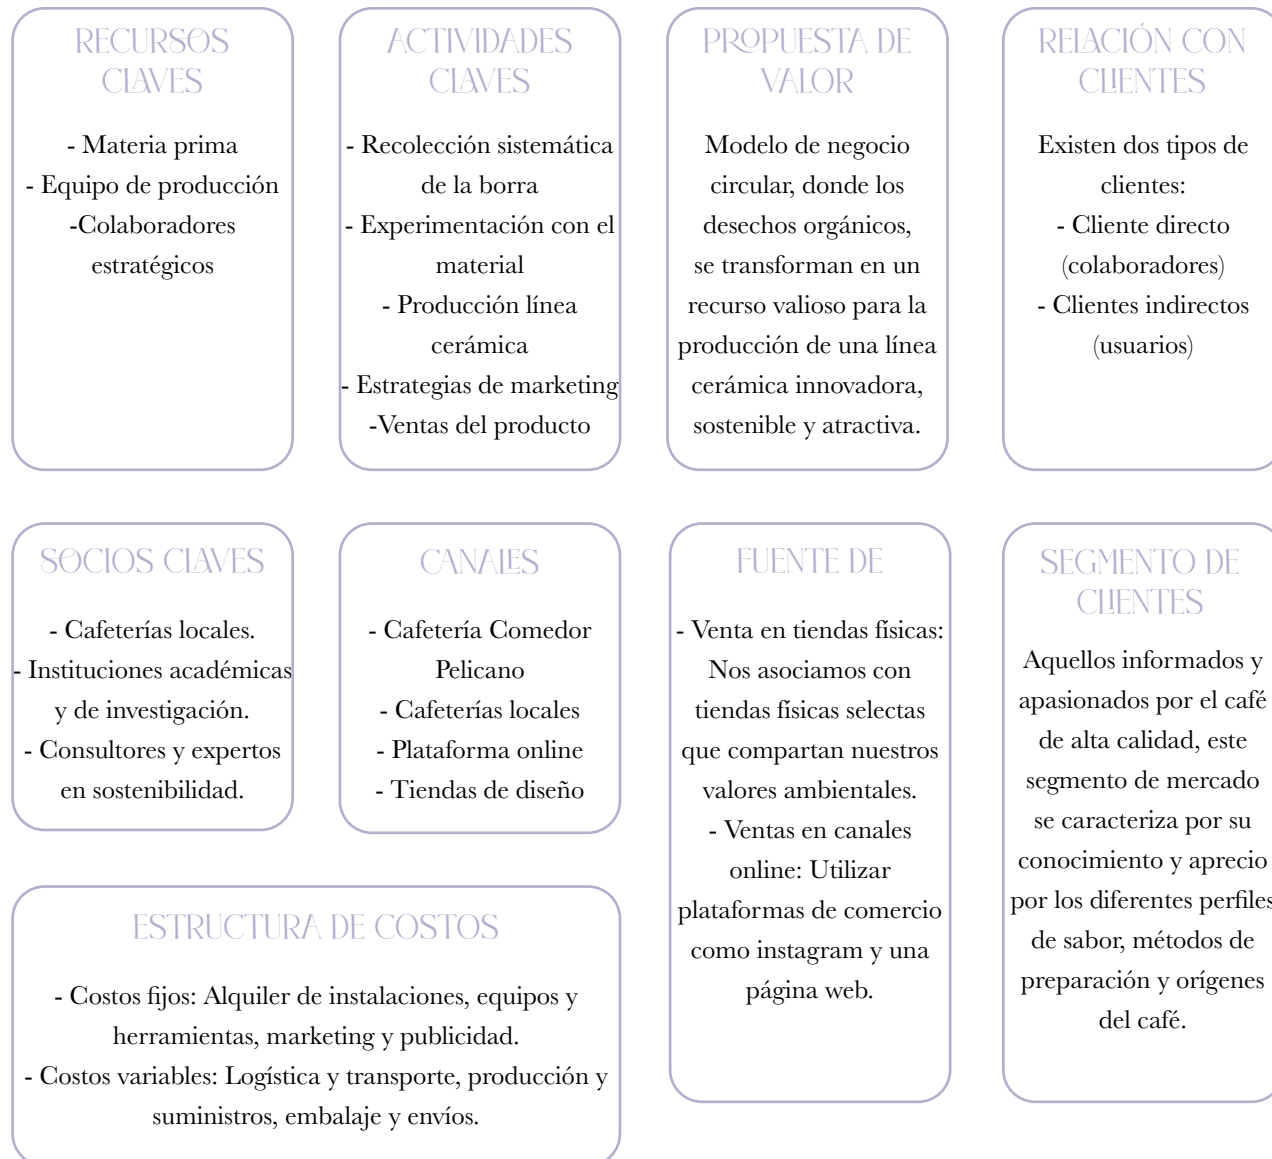 RECURSOS
CLAVES
- Materia prima
- Equipo de producción
-Colaboradores
estratégicos
ACTIVIDADES
CLAVES
- Recolección sistemática
de la borra
- Experimentación con el
material
- Producción línea
cerámica
- Estrategias de marketing
-Ventas del producto
PROPUESTA DE
VALOR
Modelo de negocio
circular, donde los
desechos orgánicos,
se transforman en un
recurso valioso para la
producción de una línea
cerámica innovadora,
sostenible y atractiva.
RELACIÓN CON
CLIENTES
Existen dos tipos de
clientes:
- Cliente directo
(colaboradores)
- Clientes indirectos
(usuarios)
SOCIOS CLAVES
- Cafeterías locales.
- Instituciones académicas
y de investigación.
- Consultores y expertos
en sostenibilidad.
CANALES
- Cafetería Comedor
Pelicano
- Cafeterías locales
- Plataforma online
- Tiendas de diseño
FUENTE DE
- Venta en tiendas físicas:
Nos asociamos con
tiendas físicas selectas
que compartan nuestros
valores ambientales.
- Ventas en canales
online: Utilizar
plataformas de comercio
como instagram y una
página web.
SEGMENTO DE
CLIENTES
Aquellos informados y
apasionados por el café
de alta calidad, este
segmento de mercado
se caracteriza por su
conocimiento y aprecio
por los diferentes perfiles
de sabor, métodos de
preparación y orígenes
del café.
ESTRUCTURA DE COSTOS
- Costos fijos: Alquiler de instalaciones, equipos y
herramientas, marketing y publicidad.
- Costos variables: Logística y transporte, producción y
suministros, embalaje y envíos.